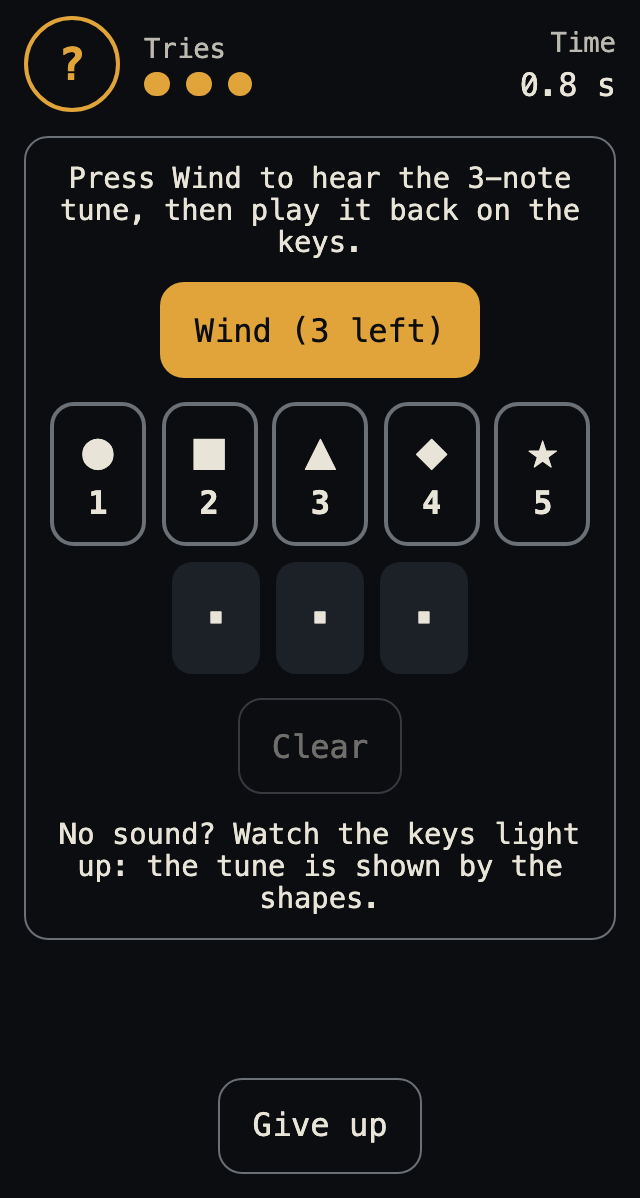 ?
Tries
Time
0.8 s
Press Wind to hear the 3–note
tune, then play it back on the
keys.
Wind (3 left)
1 2 3 4 5
Clear
No sound? Watch the keys light
up: the tune is shown by the
shapes.
Give up